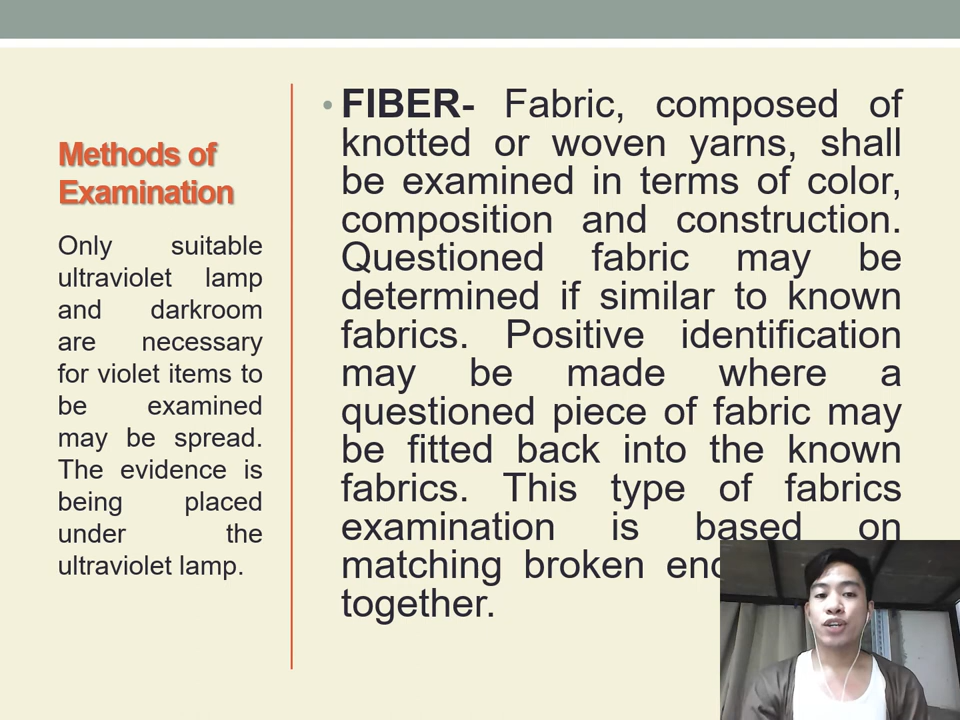 Methods of
Examination
Only suitable
ultraviolet lamp
and darkroom
are necessary
for violet items to
be examined
may be spread.
The evidence is
being placed
under the
ultraviolet lamp.
• FIBER- Fabric, composed of
knotted or woven yarns, shall
be examined in terms of color,
composition and construction.
Questioned fabric may be
determined if similar to known
fabrics. Positive identification
may be made where a
questioned piece of fabric may
be fitted back into the known
fabrics. This type of fabrics
examination is based on
matching broken
together.